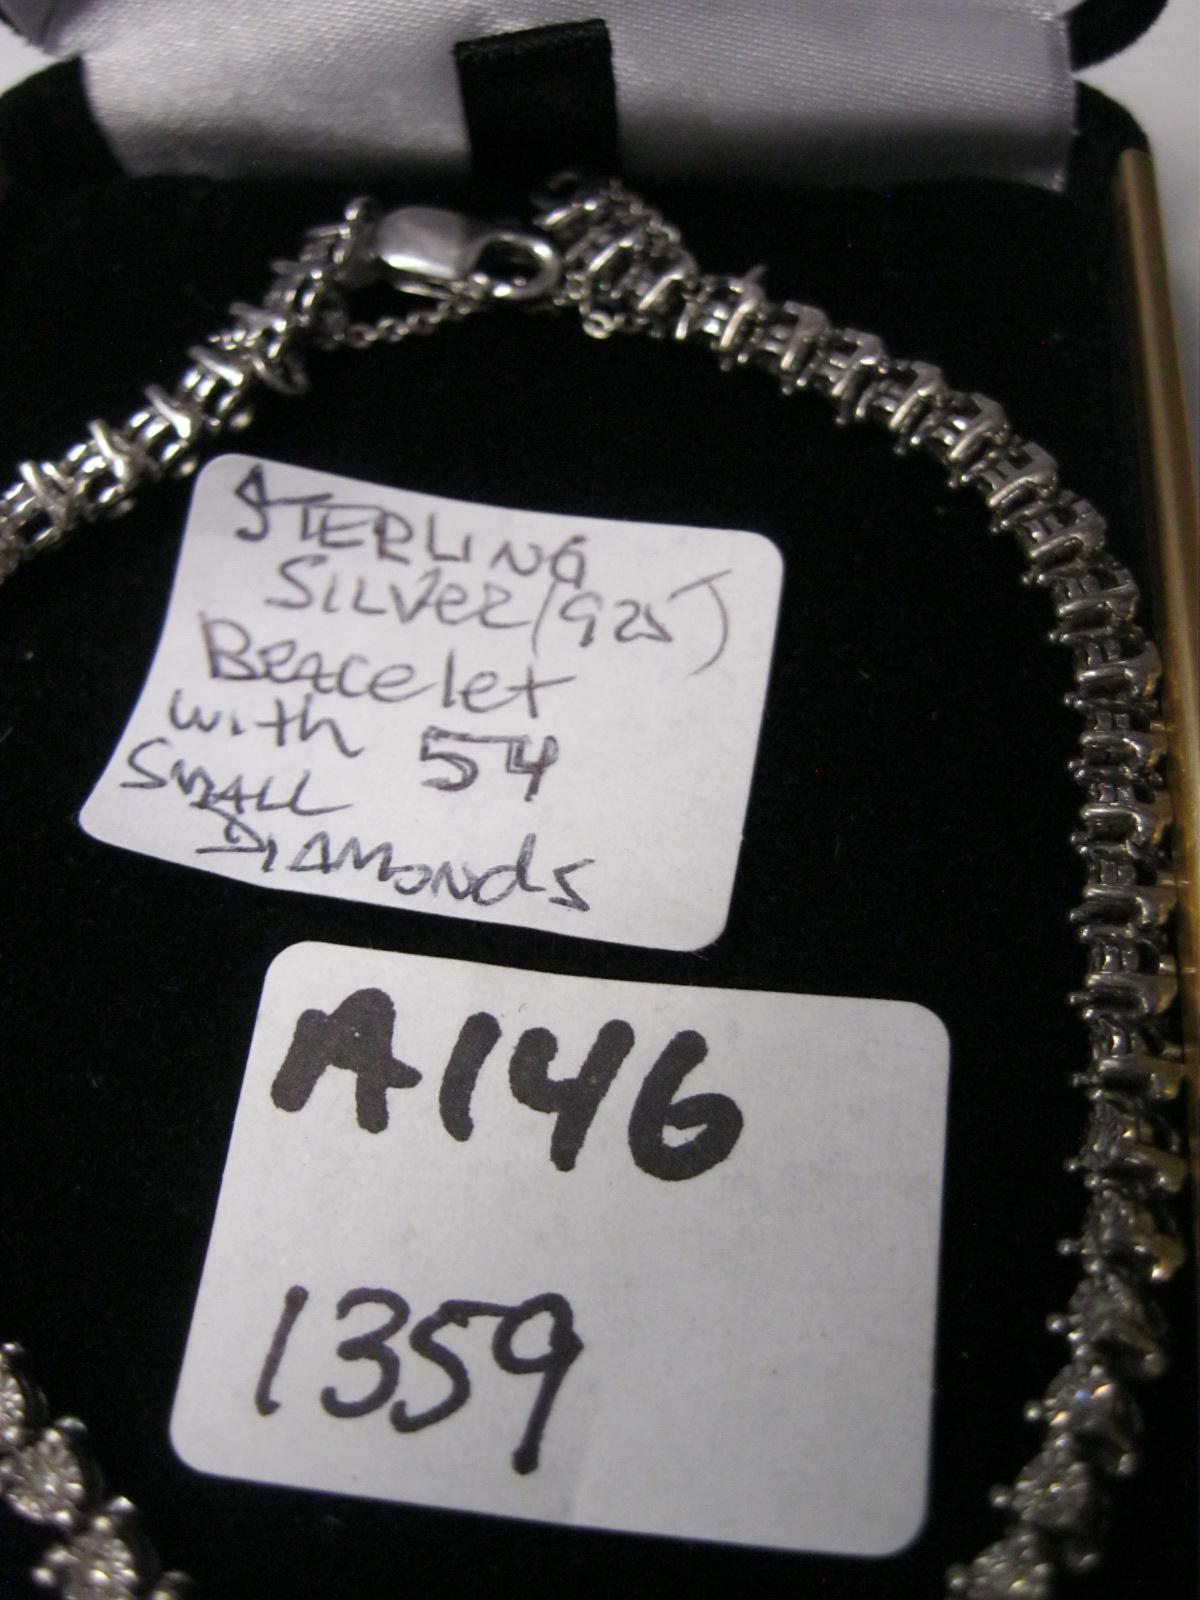 STERLING
SILVER (925)
BRACELET
WITH 54
SMALL
DIAMONDS
A146
1359